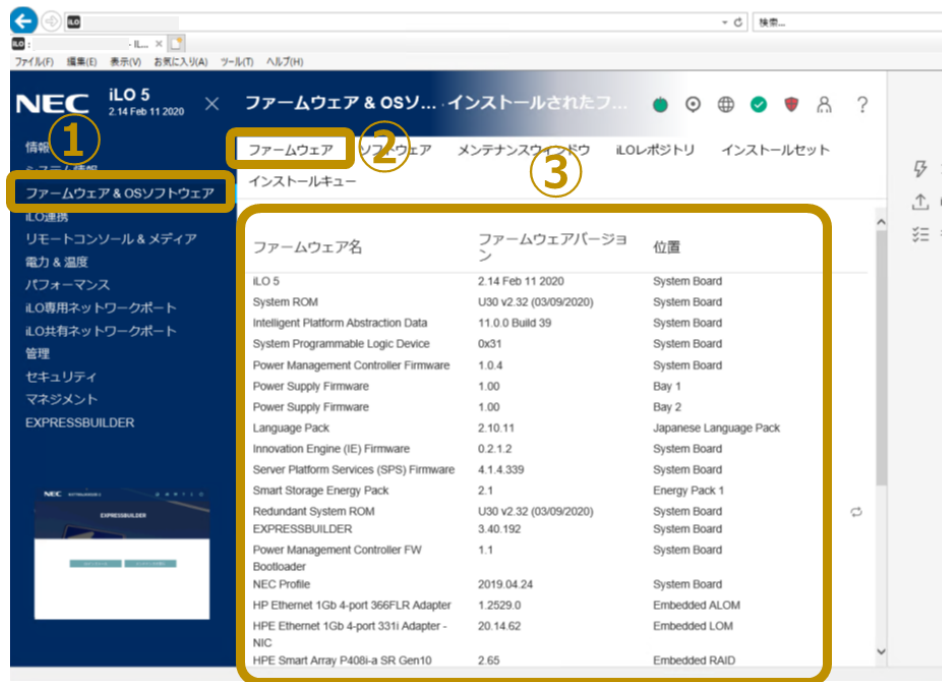 iLO
検索...
iLO : - iL...
ファイル(F) 編集(E) 表示(V) お気に入り(A) ツール(T) ヘルプ(H)
NEC iLO 5
2.14 Feb 11 2020
ファームウェア & OSソ... - インストールされたフ...
①
情報
システム情報
ファームウェア & OSソフトウェア
iLO連携
リモートコンソール & メディア
電力 & 温度
パフォーマンス
iLO専用ネットワークポート
iLO共有ネットワークポート
管理
セキュリティ
マネジメント
EXPRESSBUILDER
NEC
EXPRESSBUILDER
②
③
ファームウェア ソフトウェア メンテナンスウィンドウ iLOレポジトリ インストールセット
インストールキュー
ファームウェア名 ファームウェアバージョン 位置
iLO 5 2.14 Feb 11 2020 System Board
System ROM U30 v2.32 (03/09/2020) System Board
Intelligent Platform Abstraction Data 11.0.0 Build 39 System Board
System Programmable Logic Device 0x31 System Board
Power Management Controller Firmware 1.0.4 System Board
Power Supply Firmware 1.00 Bay 1
Power Supply Firmware 1.00 Bay 2
Language Pack 2.10.11 Japanese Language Pack
Innovation Engine (IE) Firmware 0.2.1.2 System Board
Server Platform Services (SPS) Firmware 4.1.4.339 System Board
Smart Storage Energy Pack 2.1 Energy Pack 1
Redundant System ROM U30 v2.32 (03/09/2020) System Board
EXPRESSBUILDER 3.40.192 System Board
Power Management Controller FW 1.1 System Board
Bootloader
NEC Profile 2019.04.24 System Board
HP Ethernet 1Gb 4-port 366FLR Adapter 1.2529.0 Embedded ALOM
HPE Ethernet 1Gb 4-port 331i Adapter - 20.14.62 Embedded LOM
NIC
HPE Smart Array P408i-a SR Gen10 2.65 Embedded RAID